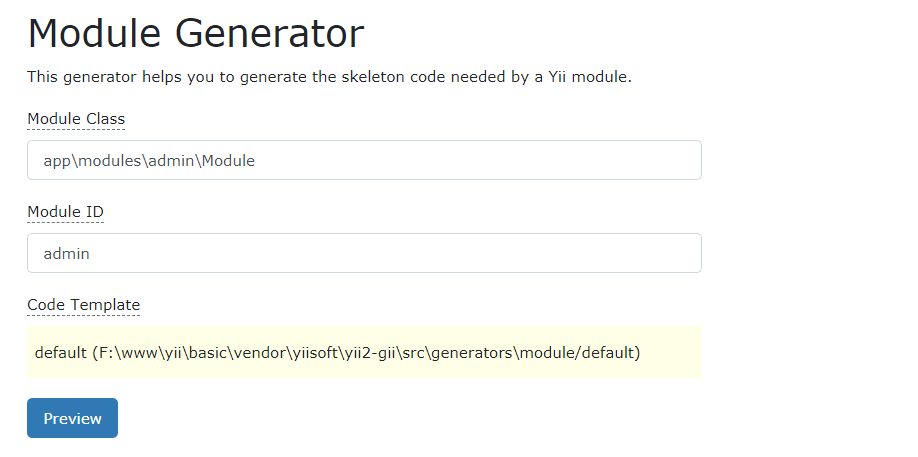 Module Generator
This generator helps you to generate the skeleton code needed by a Yii module.
Module Class
app\modules\admin\Module
Module ID
admin
Code Template
default (F:\www\yii\basic\vendor\yiisoft\yii2-gii\src\generators\module/default)
Preview